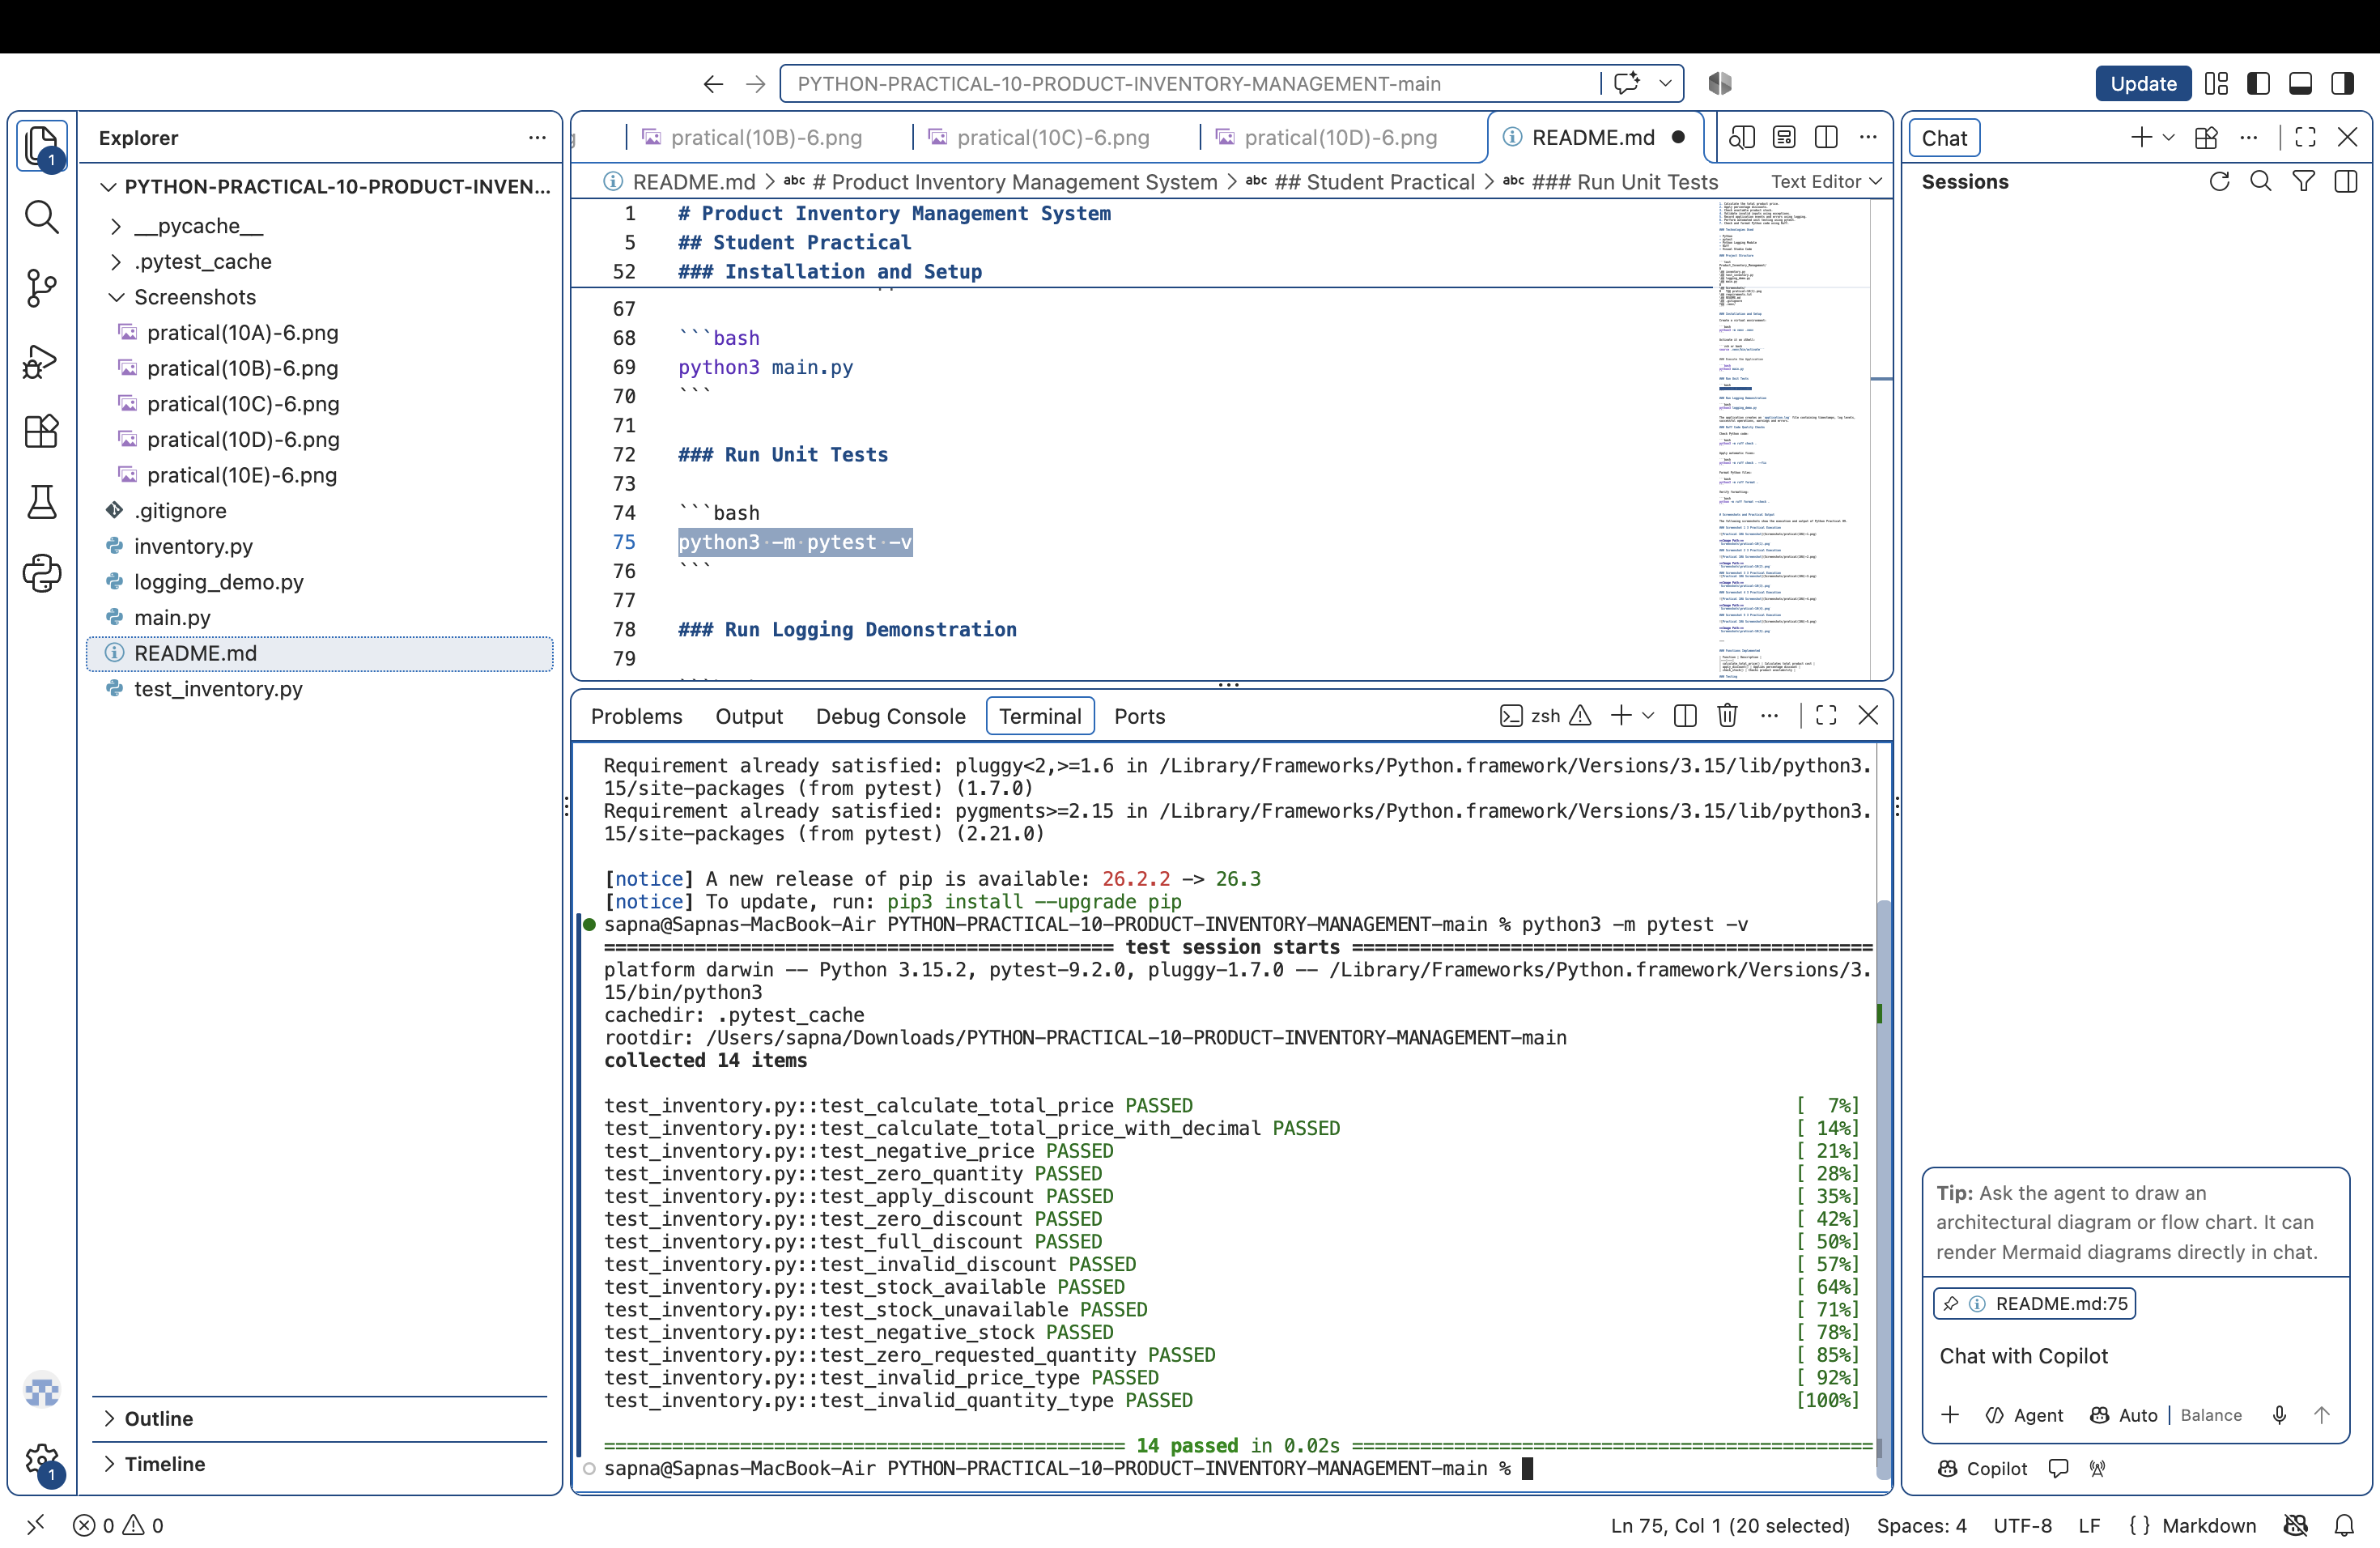 PYTHON-PRACTICAL-10-PRODUCT-INVENTORY-MANAGEMENT-main
Update
Explorer
1
PYTHON-PRACTICAL-10-PRODUCT-INVEN...
__pycache__
.pytest_cache
Screenshots
pratical(10A)-6.png
pratical(10B)-6.png
pratical(10C)-6.png
pratical(10D)-6.png
pratical(10E)-6.png
.gitignore
inventory.py
logging_demo.py
main.py
README.md
test_inventory.py
Outline
Timeline
1
pratical(10B)-6.png
pratical(10C)-6.png
pratical(10D)-6.png
README.md
README.md > abc # Product Inventory Management System > abc ## Student Practical > abc ### Run Unit Tests
Text Editor
1 # Product Inventory Management System
5 ## Student Practical
52 ### Installation and Setup
67
68 ```bash
69 python3 main.py
70 ```
71
72 ### Run Unit Tests
73
74 ```bash
75 python3 -m pytest -v
76 ```
77
78 ### Run Logging Demonstration
79
Problems Output Debug Console Terminal Ports
zsh
Requirement already satisfied: pluggy<2,>=1.6 in /Library/Frameworks/Python.framework/Versions/3.15/lib/python3.
15/site-packages (from pytest) (1.7.0)
Requirement already satisfied: pygments>=2.15 in /Library/Frameworks/Python.framework/Versions/3.15/lib/python3.
15/site-packages (from pytest) (2.21.0)
[notice] A new release of pip is available: 26.2.2 -> 26.3
[notice] To update, run: pip3 install --upgrade pip
sapna@Sapnas-MacBook-Air PYTHON-PRACTICAL-10-PRODUCT-INVENTORY-MANAGEMENT-main % python3 -m pytest -v
============================================= test session starts ==============================================
platform darwin -- Python 3.15.2, pytest-9.2.0, pluggy-1.7.0 -- /Library/Frameworks/Python.framework/Versions/3.
15/bin/python3
cachedir: .pytest_cache
rootdir: /Users/sapna/Downloads/PYTHON-PRACTICAL-10-PRODUCT-INVENTORY-MANAGEMENT-main
collected 14 items
test_inventory.py::test_calculate_total_price PASSED [  7%]
test_inventory.py::test_calculate_total_price_with_decimal PASSED [ 14%]
test_inventory.py::test_negative_price PASSED [ 21%]
test_inventory.py::test_zero_quantity PASSED [ 28%]
test_inventory.py::test_apply_discount PASSED [ 35%]
test_inventory.py::test_zero_discount PASSED [ 42%]
test_inventory.py::test_full_discount PASSED [ 50%]
test_inventory.py::test_invalid_discount PASSED [ 57%]
test_inventory.py::test_stock_available PASSED [ 64%]
test_inventory.py::test_stock_unavailable PASSED [ 71%]
test_inventory.py::test_negative_stock PASSED [ 78%]
test_inventory.py::test_zero_requested_quantity PASSED [ 85%]
test_inventory.py::test_invalid_price_type PASSED [ 92%]
test_inventory.py::test_invalid_quantity_type PASSED [100%]
============================================== 14 passed in 0.02s ==============================================
sapna@Sapnas-MacBook-Air PYTHON-PRACTICAL-10-PRODUCT-INVENTORY-MANAGEMENT-main %
Chat
Sessions
Tip: Ask the agent to draw an
architectural diagram or flow chart. It can
render Mermaid diagrams directly in chat.
README.md:75
Chat with Copilot
Agent Auto | Balance
Copilot
0 0
Ln 75, Col 1 (20 selected) Spaces: 4 UTF-8 LF { } Markdown